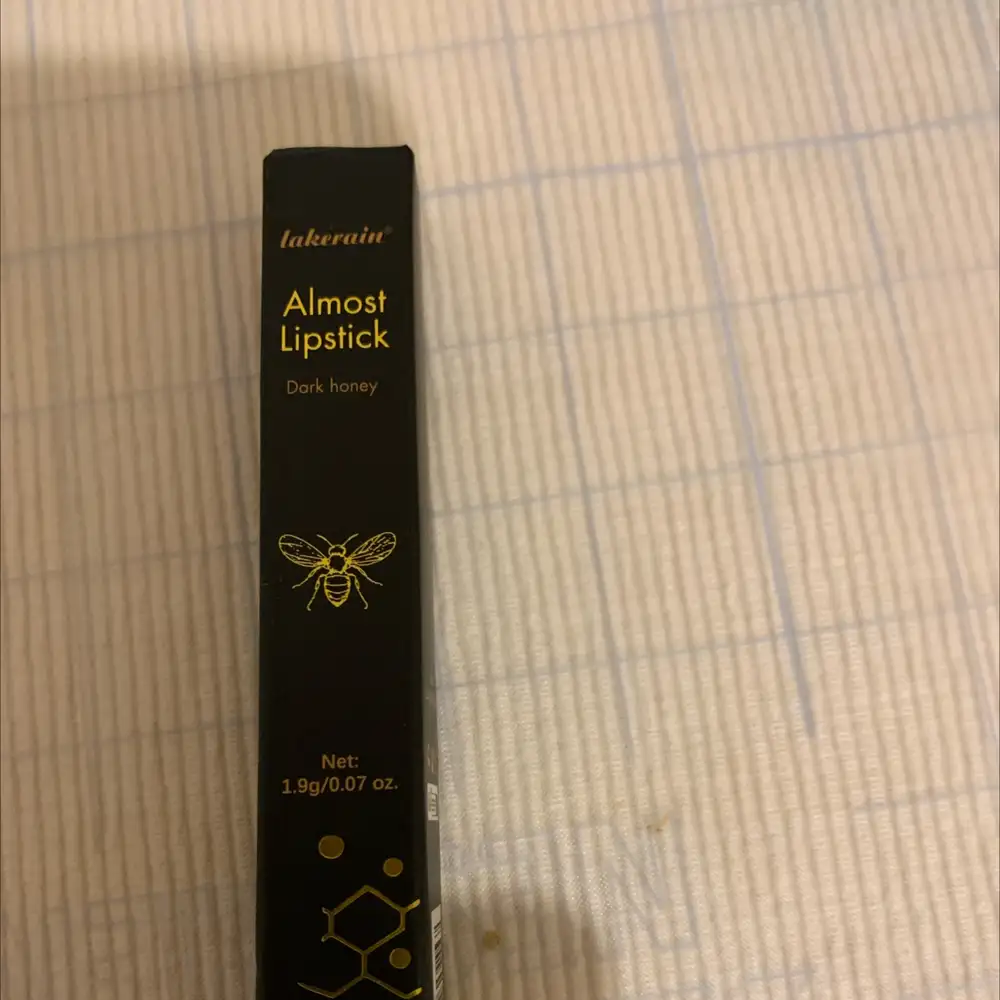 lakerain®
Almost
Lipstick
Dark honey
Net:
1.9g/0.07 oz.